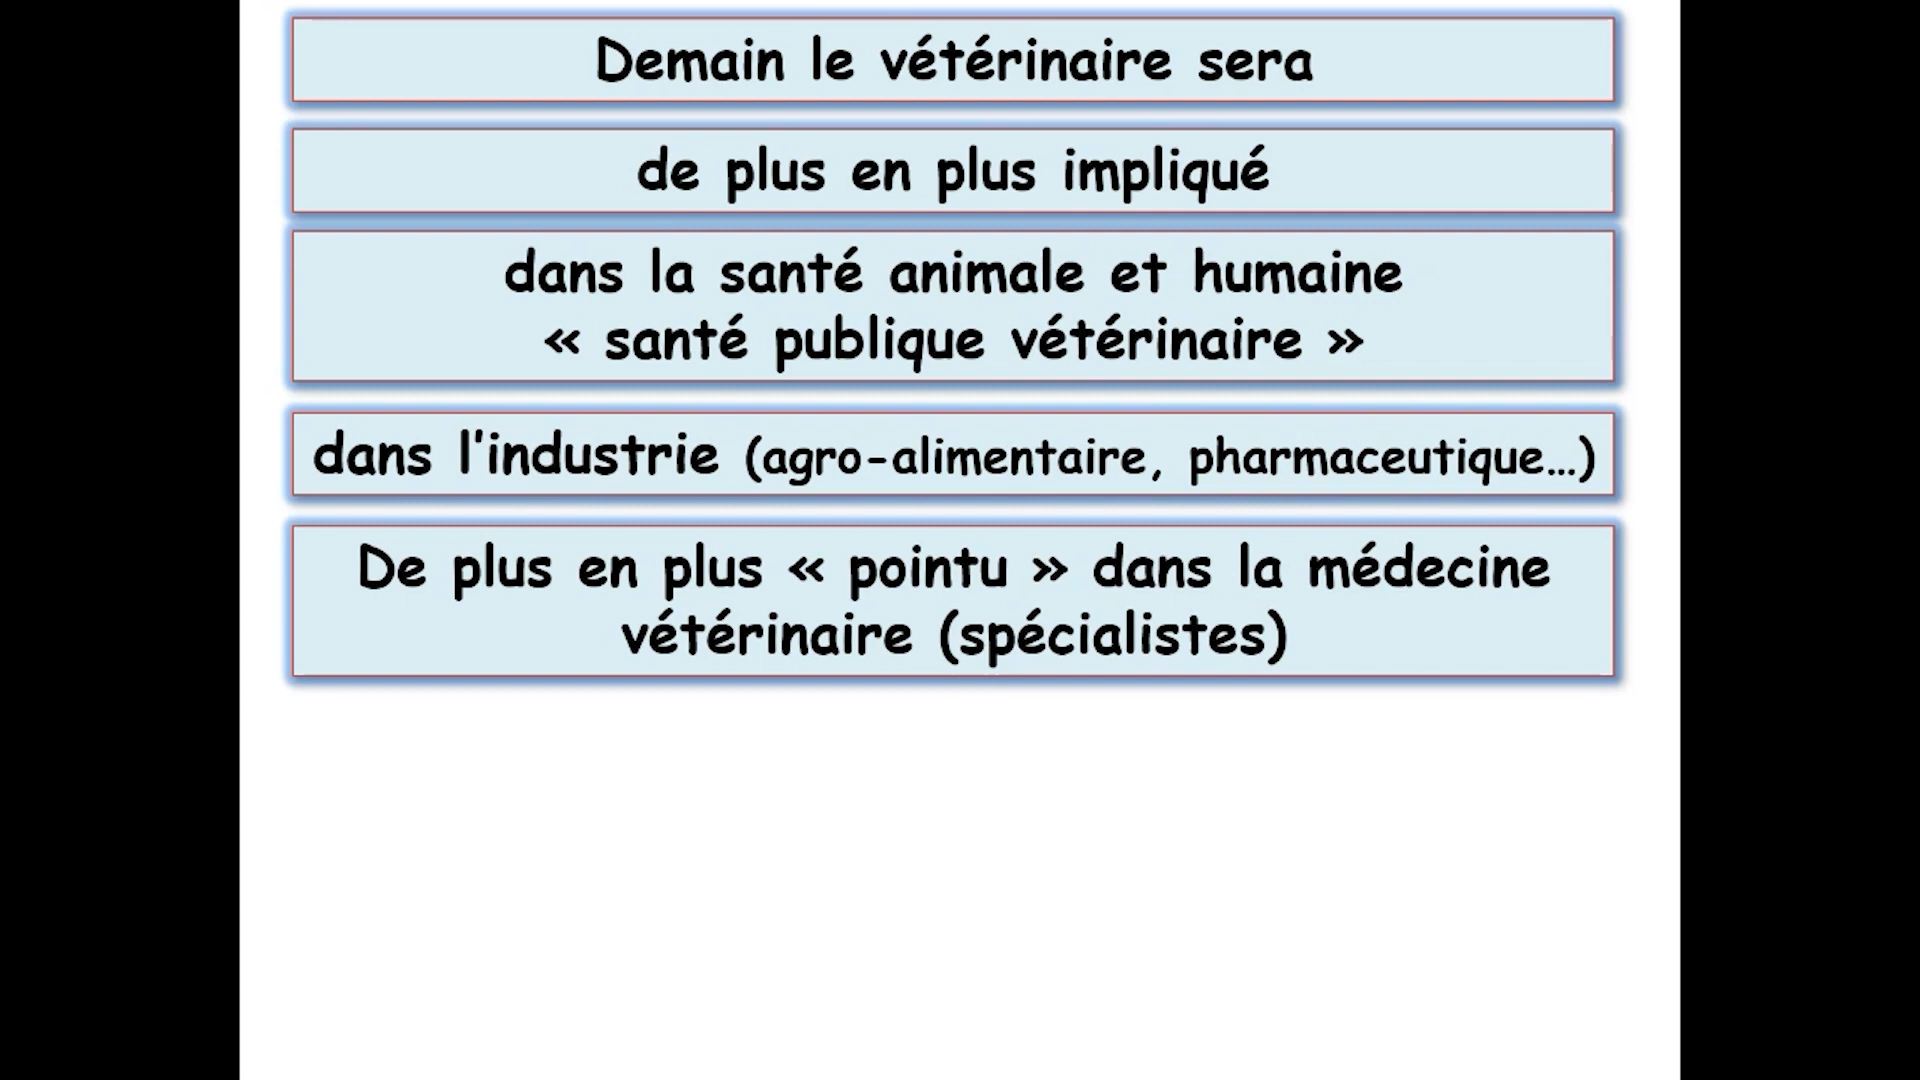 Demain le vétérinaire sera
de plus en plus impliqué
dans la santé animale et humaine
« santé publique vétérinaire »
dans l'industrie (agro-alimentaire, pharmaceutique…)
De plus en plus « pointu » dans la médecine
vétérinaire (spécialistes)